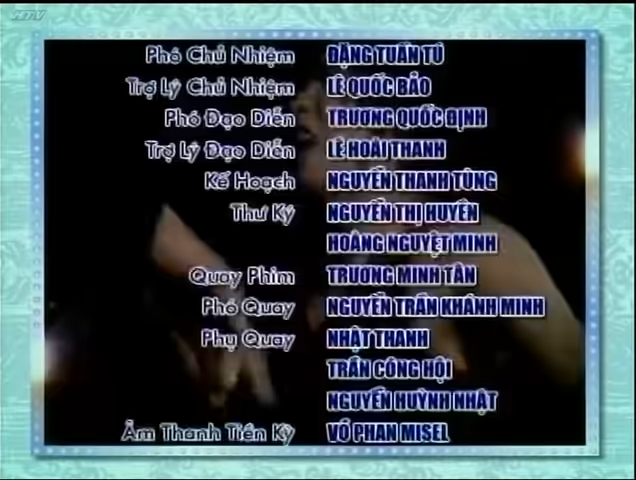 HTV
Phó Chủ Nhiệm ĐẶNG TUẤN TÚ
Trợ Lý Chủ Nhiệm LÊ QUỐC BẢO
Phó Đạo Diễn TRƯƠNG QUỐC ĐỊNH
Trợ Lý Đạo Diễn LÊ HOÀI THANH
Kế Hoạch NGUYỄN THANH TÙNG
Thư Ký NGUYỄN THỊ HUYỀN
HOÀNG NGUYỆT MINH
Quay Phim TRƯƠNG MINH TÂN
Phó Quay NGUYỄN TRẦN KHÁNH MINH
Phụ Quay NHẬT THANH
TRẦN CÔNG HỘI
NGUYỄN HUỲNH NHẬT
Âm Thanh Tiền Kỳ VÕ PHAN MISEL